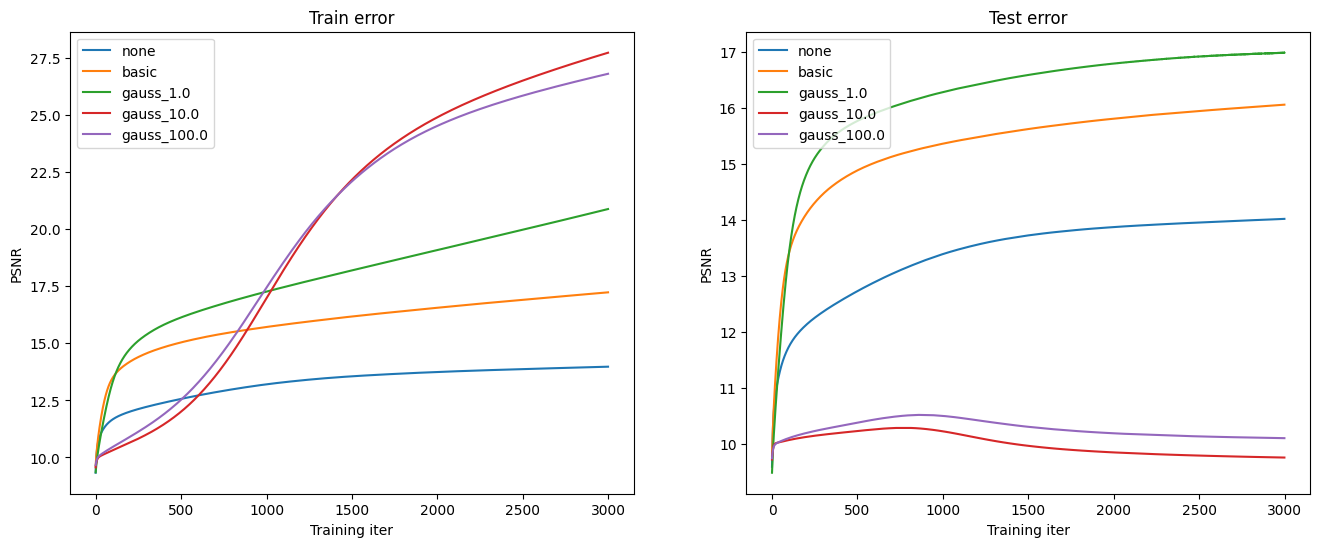 Train error
27.5
25.0
22.5
20.0
17.5
15.0
12.5
10.0
PSNR
none
basic
gauss_1.0
gauss_10.0
gauss_100.0
0 500 1000 1500 2000 2500 3000
Training iter
Test error
17
16
15
14
13
12
11
10
PSNR
none
basic
gauss_1.0
gauss_10.0
gauss_100.0
0 500 1000 1500 2000 2500 3000
Training iter